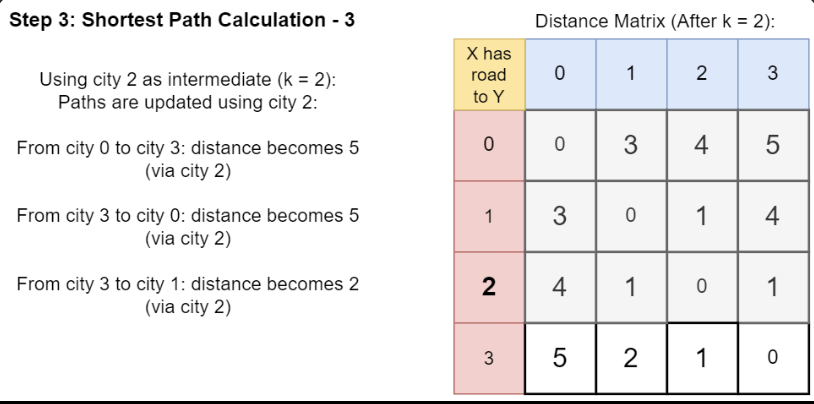 Step 3: Shortest Path Calculation - 3
Using city 2 as intermediate (k = 2):
Paths are updated using city 2:
From city 0 to city 3: distance becomes 5
(via city 2)
From city 3 to city 0: distance becomes 5
(via city 2)
From city 3 to city 1: distance becomes 2
(via city 2)
Distance Matrix (After k = 2):
X has
road
to Y
0 1 2 3
0 0 3 4 5
1 3 0 1 4
2 4 1 0 1
3 5 2 1 0